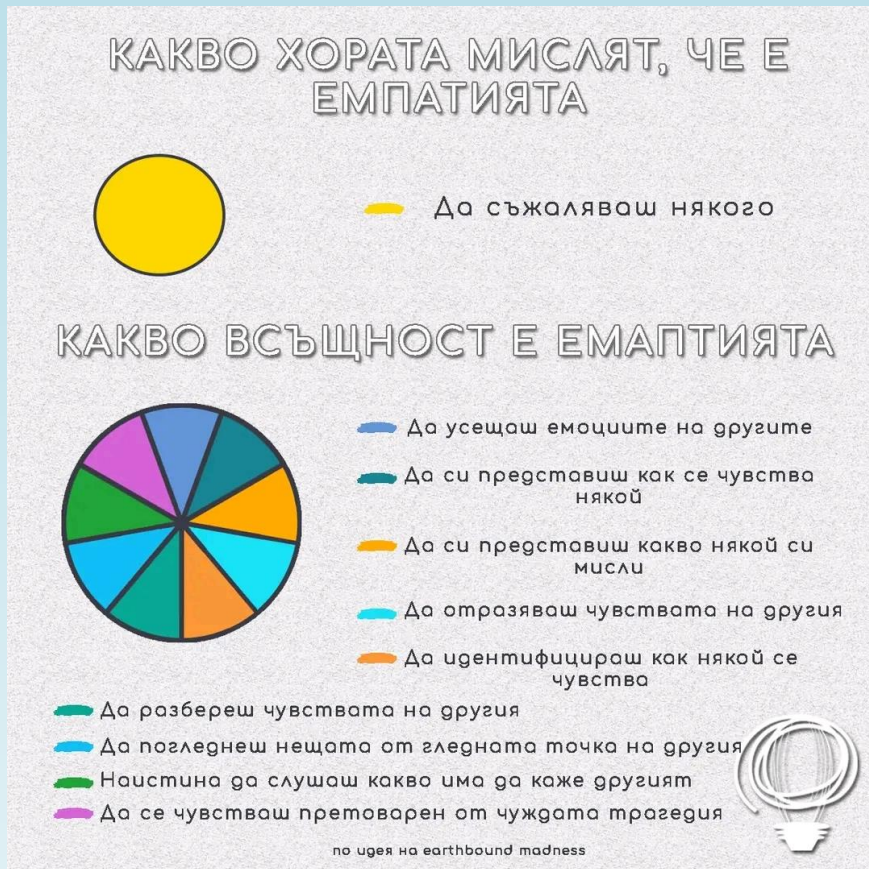 КАКВО ХОРАТА МИСЛЯТ, ЧЕ Е
ЕМПАТИЯТА
Да съжаляваш някого
КАКВО ВСЪЩНОСТ Е ЕМАПТИЯТА
Да усещаш емоциите на другите
Да си представиш как се чувства
някой
Да си представиш какво някой си
мисли
Да отразяваш чувствата на другия
Да идентифицираш как някой се
чувства
Да разбереш чувствата на другия
Да погледнеш нещата от гледната точка на другия
Наистина да слушаш какво има да каже другият
Да се чувстваш претоварен от чуждата трагедия
по идея на earthbound madness